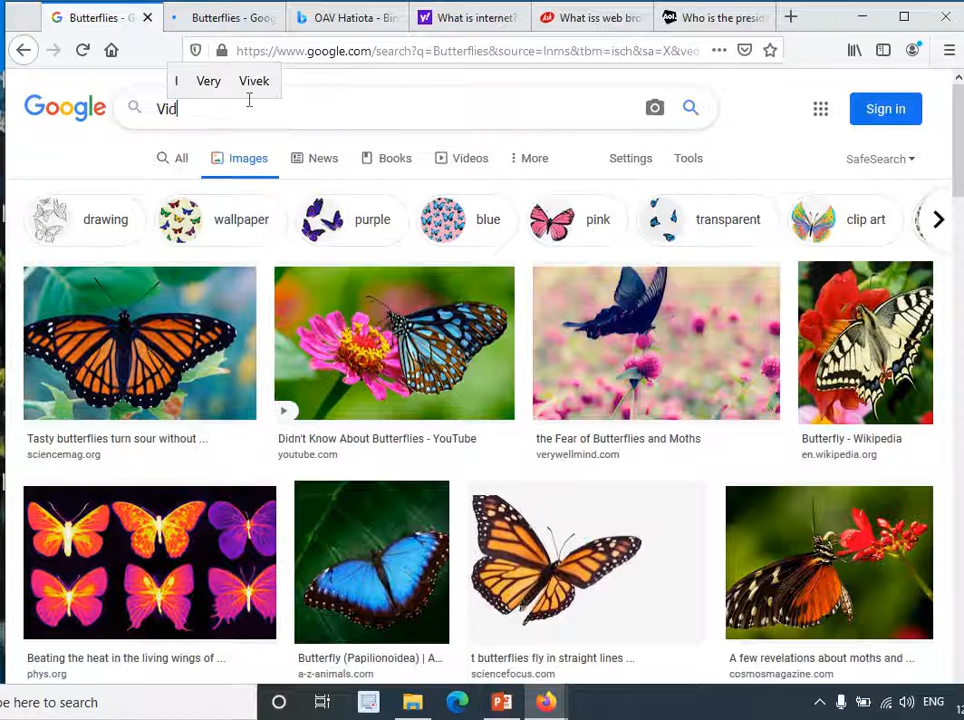 Butterflies - G
Butterflies - Goog
OAV Hatiota - Bin
What is internet?
What iss web bro
Who is the presid
https://www.google.com/search?q=Butterflies&source=lnms&tbm=isch&sa=X&ved
Very Vivek
Google
Vid
Sign in
All Images News Books Videos More Settings Tools SafeSearch
drawing wallpaper purple blue pink transparent clip art
Tasty butterflies turn sour without ...
sciencemag.org
Didn't Know About Butterflies - YouTube
youtube.com
the Fear of Butterflies and Moths
verywellmind.com
Butterfly - Wikipedia
en.wikipedia.org
Beating the heat in the living wings of ...
phys.org
Butterfly (Papilionoidea) | A...
a-z-animals.com
t butterflies fly in straight lines ...
sciencefocus.com
A few revelations about moths and ...
cosmosmagazine.com
pe here to search
ENG
12